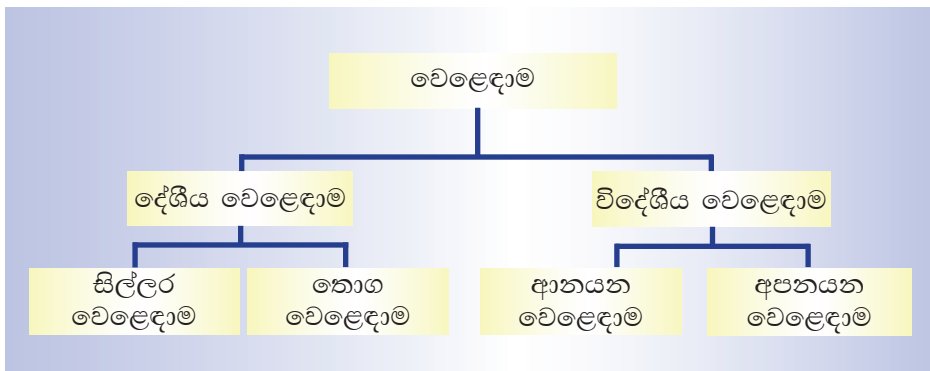 වෙළෙඳාම
දේශීය වෙළෙඳාම
විදේශීය වෙළෙඳාම
සිල්ලර
වෙළෙඳාම
තොග
වෙළෙඳාම
ආනයන
වෙළෙඳාම
අපනයන
වෙළෙඳාම